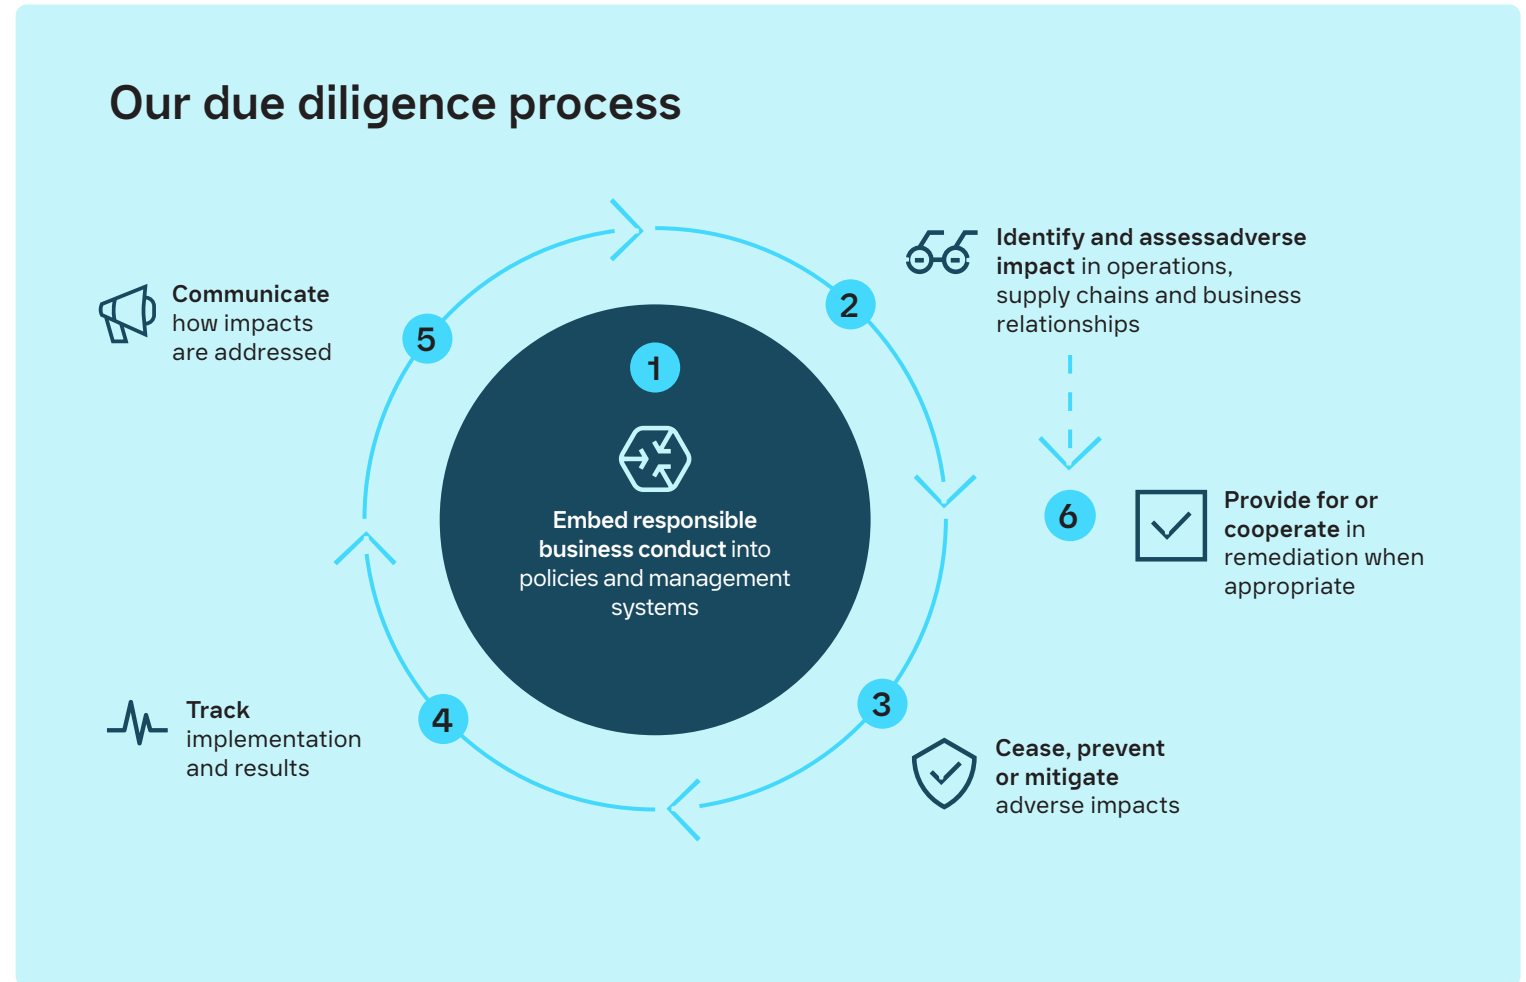 Our due diligence process
1
Embed responsible
business conduct into
policies and management
systems
2
Identify and assessadverse
impact in operations,
supply chains and business
relationships
3
Cease, prevent
or mitigate
adverse impacts
4
Track
implementation
and results
5
Communicate
how impacts
are addressed
6
Provide for or
cooperate in
remediation when
appropriate